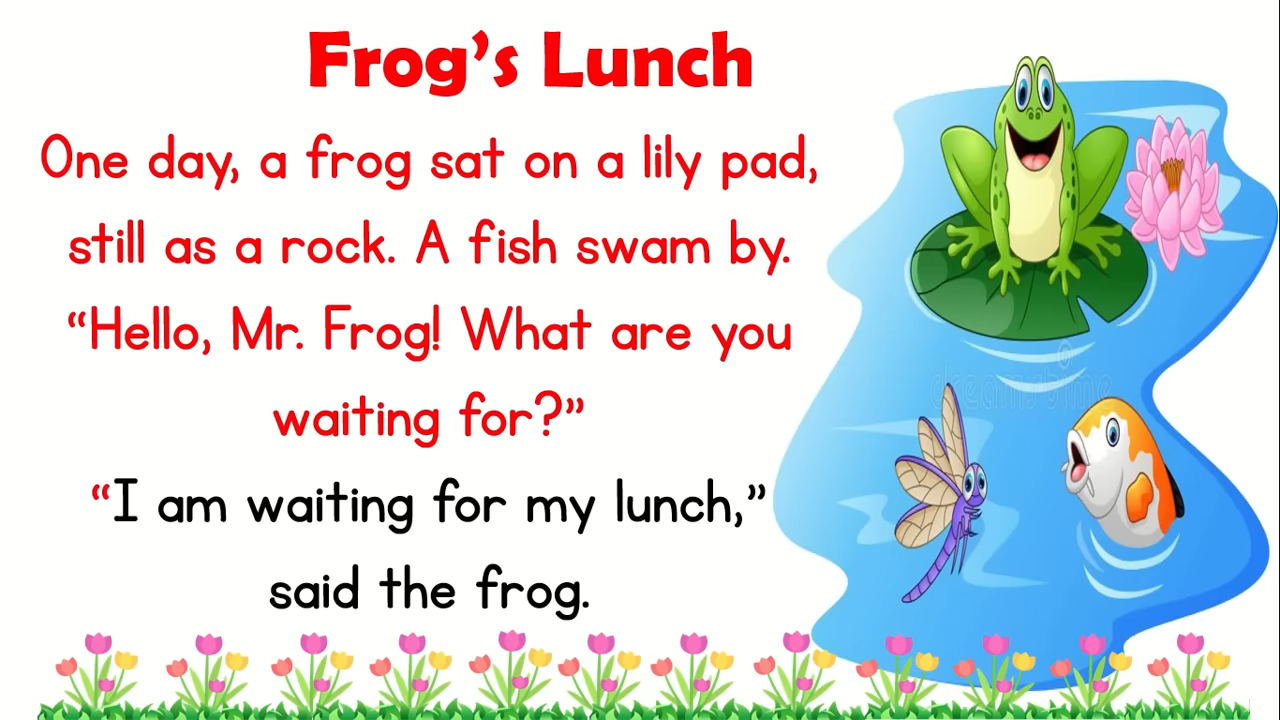 Frog’s Lunch
One day, a frog sat on a lily pad,
still as a rock. A fish swam by.
“Hello, Mr. Frog! What are you
waiting for?”
“I am waiting for my lunch,”
said the frog.
dreamstime